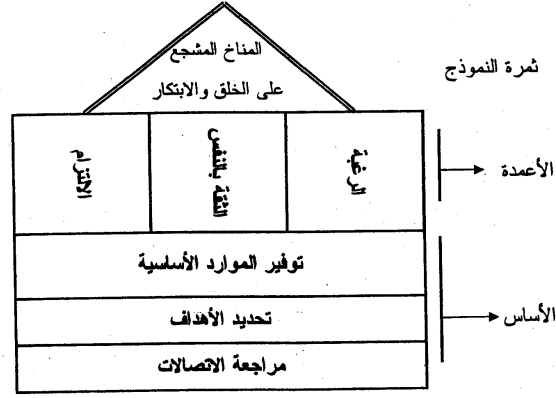 المناخ المشجع
على الخلق والابتكار
ثمرة النموذج
الرغبة
الثقة بالنفس
الالتزام
الأعمدة
توفير الموارد الأساسية
تحديد الأهداف
مراجعة الاتصالات
الأساس